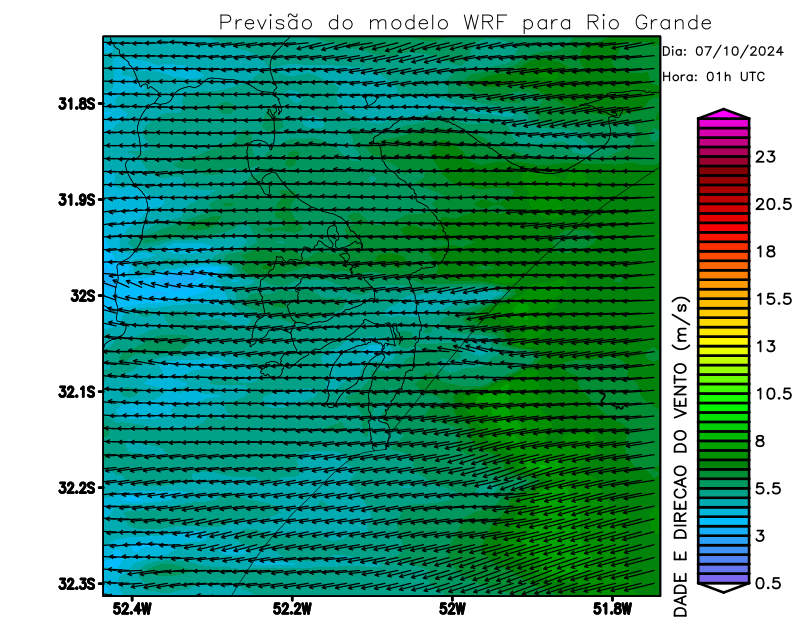 Previsão do modelo WRF para Rio Grande
Dia: 07/10/2024
Hora: 01h UTC
31.8S
31.9S
32S
32.1S
32.2S
32.3S
52.4W
52.2W
52W
51.8W
23
20.5
18
15.5
13
10.5
8
5.5
3
0.5
DADE E DIRECAO DO VENTO (m/s)